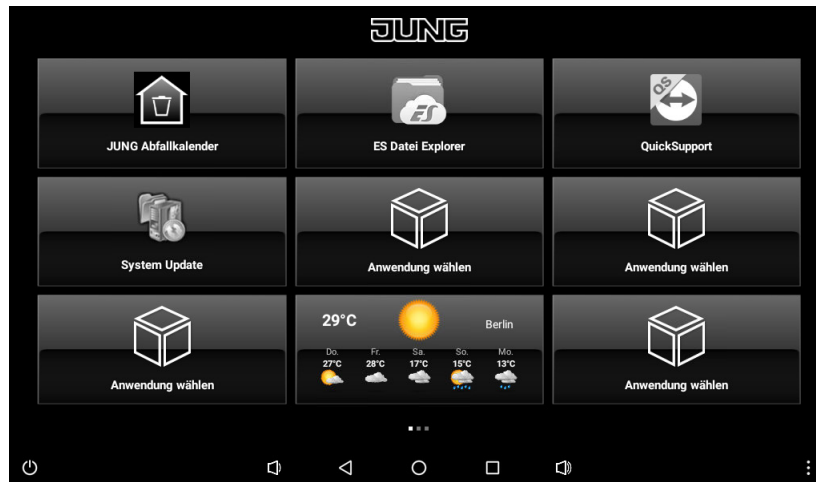 JUNG
JUNG Abfallkalender
ES Datei Explorer
QS
QuickSupport
System Update
Anwendung wählen
Anwendung wählen
Anwendung wählen
29°C
Berlin
Do. Fr. Sa. So. Mo.
27°C 28°C 17°C 15°C 13°C
Anwendung wählen